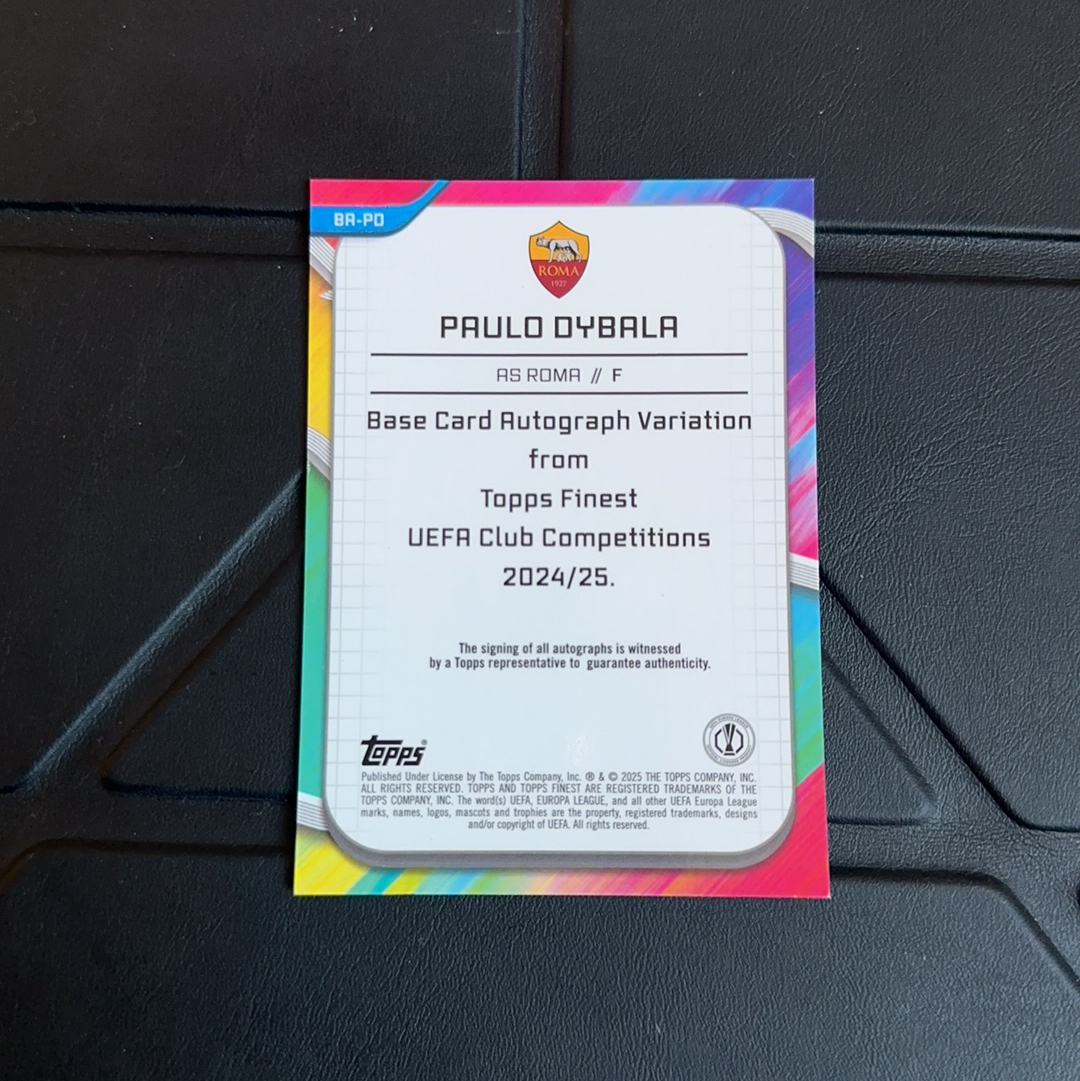 BA-PD
ROMA
1927
PAULO DYBALA
AS ROMA // F
Base Card Autograph Variation
from
Topps Finest
UEFA Club Competitions
2024/25.
The signing of all autographs is witnessed
by a Topps representative to guarantee authenticity.
topps®
Published Under License by The Topps Company, Inc. ® & © 2025 THE TOPPS COMPANY, INC.
ALL RIGHTS RESERVED. TOPPS AND TOPPS FINEST ARE REGISTERED TRADEMARKS OF THE
TOPPS COMPANY, INC. The word(s) UEFA, EUROPA LEAGUE, and all other UEFA Europa League
marks, names, logos, mascots and trophies are the property, registered trademarks, designs
and/or copyright of UEFA. All rights reserved.